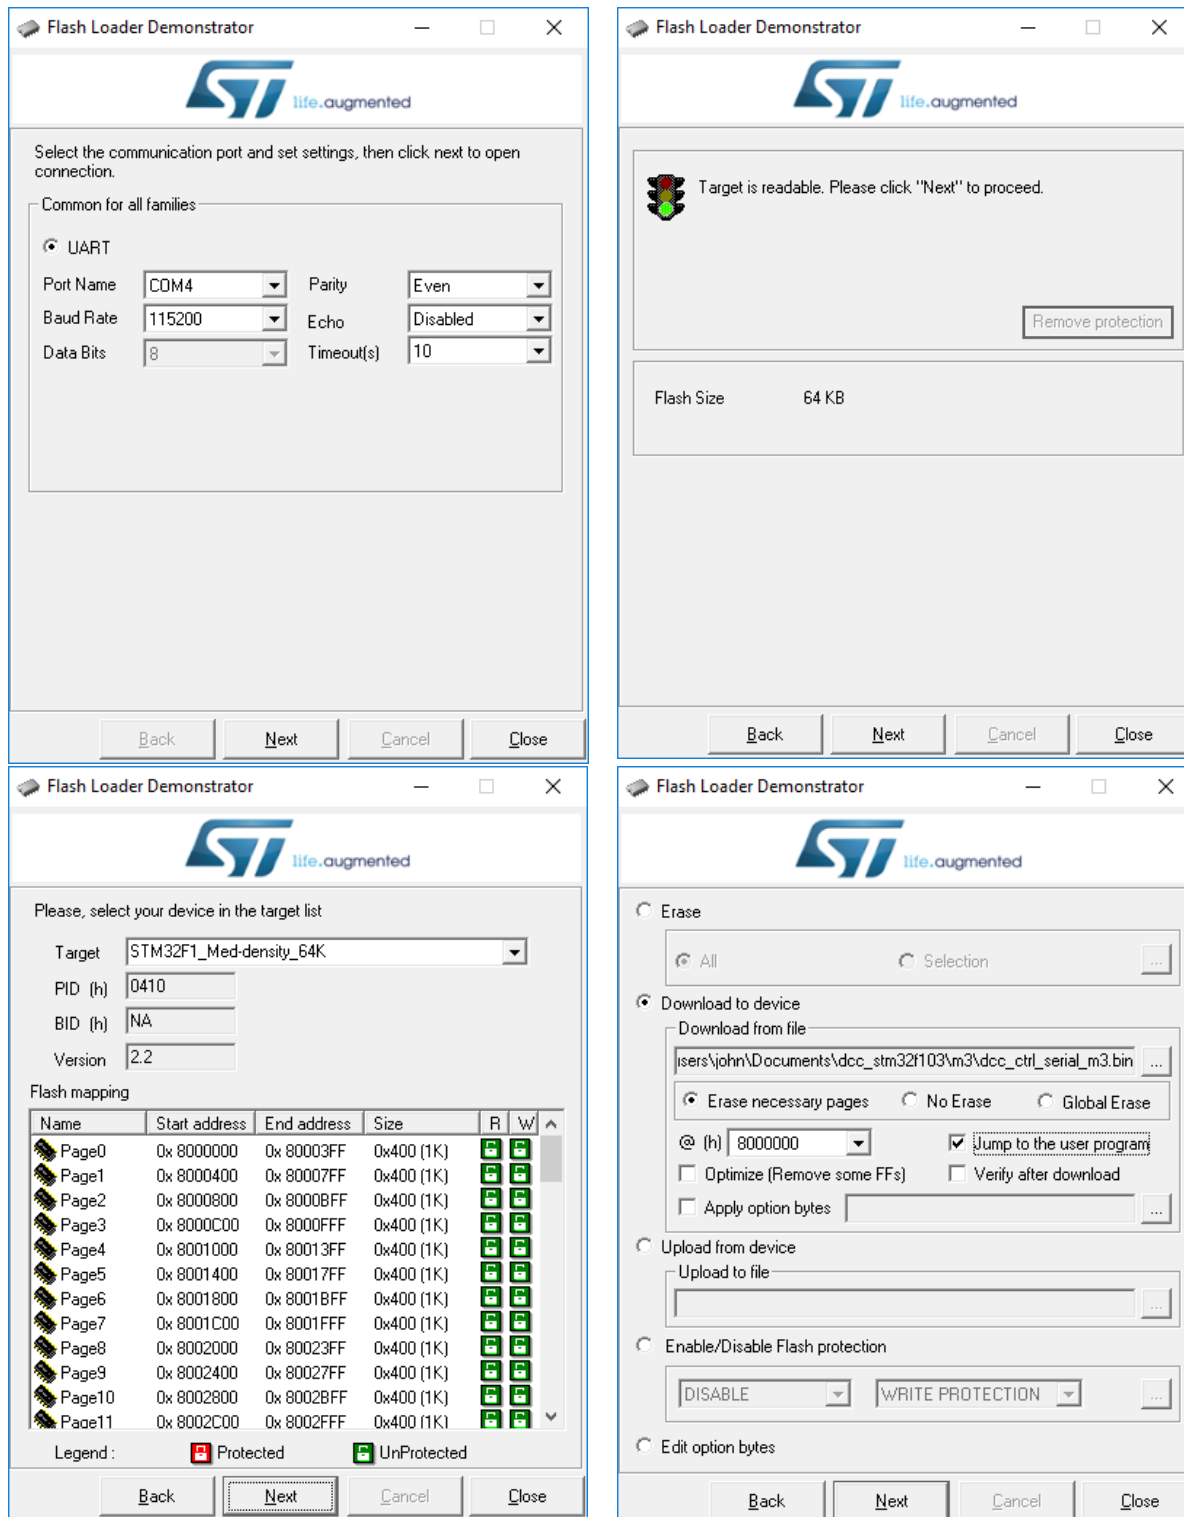 Flash Loader Demonstrator
life.augmented
Select the communication port and set settings, then click next to open
connection.
Common for all families
UART
Port Name COM4 Parity Even
Baud Rate 115200 Echo Disabled
Data Bits 8 Timeout(s) 10
Back Next Cancel Close
Flash Loader Demonstrator
life.augmented
Target is readable. Please click "Next" to proceed.
Remove protection
Flash Size 64 KB
Back Next Cancel Close
Flash Loader Demonstrator
life.augmented
Please, select your device in the target list
Target STM32F1_Med-density_64K
PID (h) 0410
BID (h) NA
Version 2.2
Flash mapping
Name Start address End address Size R W
Page0 0x 8000000 0x 80003FF 0x400 (1K)
Page1 0x 8000400 0x 80007FF 0x400 (1K)
Page2 0x 8000800 0x 8000BFF 0x400 (1K)
Page3 0x 8000C00 0x 8000FFF 0x400 (1K)
Page4 0x 8001000 0x 80013FF 0x400 (1K)
Page5 0x 8001400 0x 80017FF 0x400 (1K)
Page6 0x 8001800 0x 8001BFF 0x400 (1K)
Page7 0x 8001C00 0x 8001FFF 0x400 (1K)
Page8 0x 8002000 0x 80023FF 0x400 (1K)
Page9 0x 8002400 0x 80027FF 0x400 (1K)
Page10 0x 8002800 0x 8002BFF 0x400 (1K)
Page11 0x 8002C00 0x 8002FFF 0x400 (1K)
Legend : Protected UnProtected
Back Next Cancel Close
Flash Loader Demonstrator
life.augmented
Erase
All Selection ...
Download to device
Download from file
isers\john\Documents\dcc_stm32f103\m3\dcc_ctrl_serial_m3.bin ...
Erase necessary pages No Erase Global Erase
@ (h) 8000000 Jump to the user program
Optimize (Remove some FFs) Verify after download
Apply option bytes ...
Upload from device
Upload to file
...
Enable/Disable Flash protection
DISABLE WRITE PROTECTION ...
Edit option bytes
Back Next Cancel Close